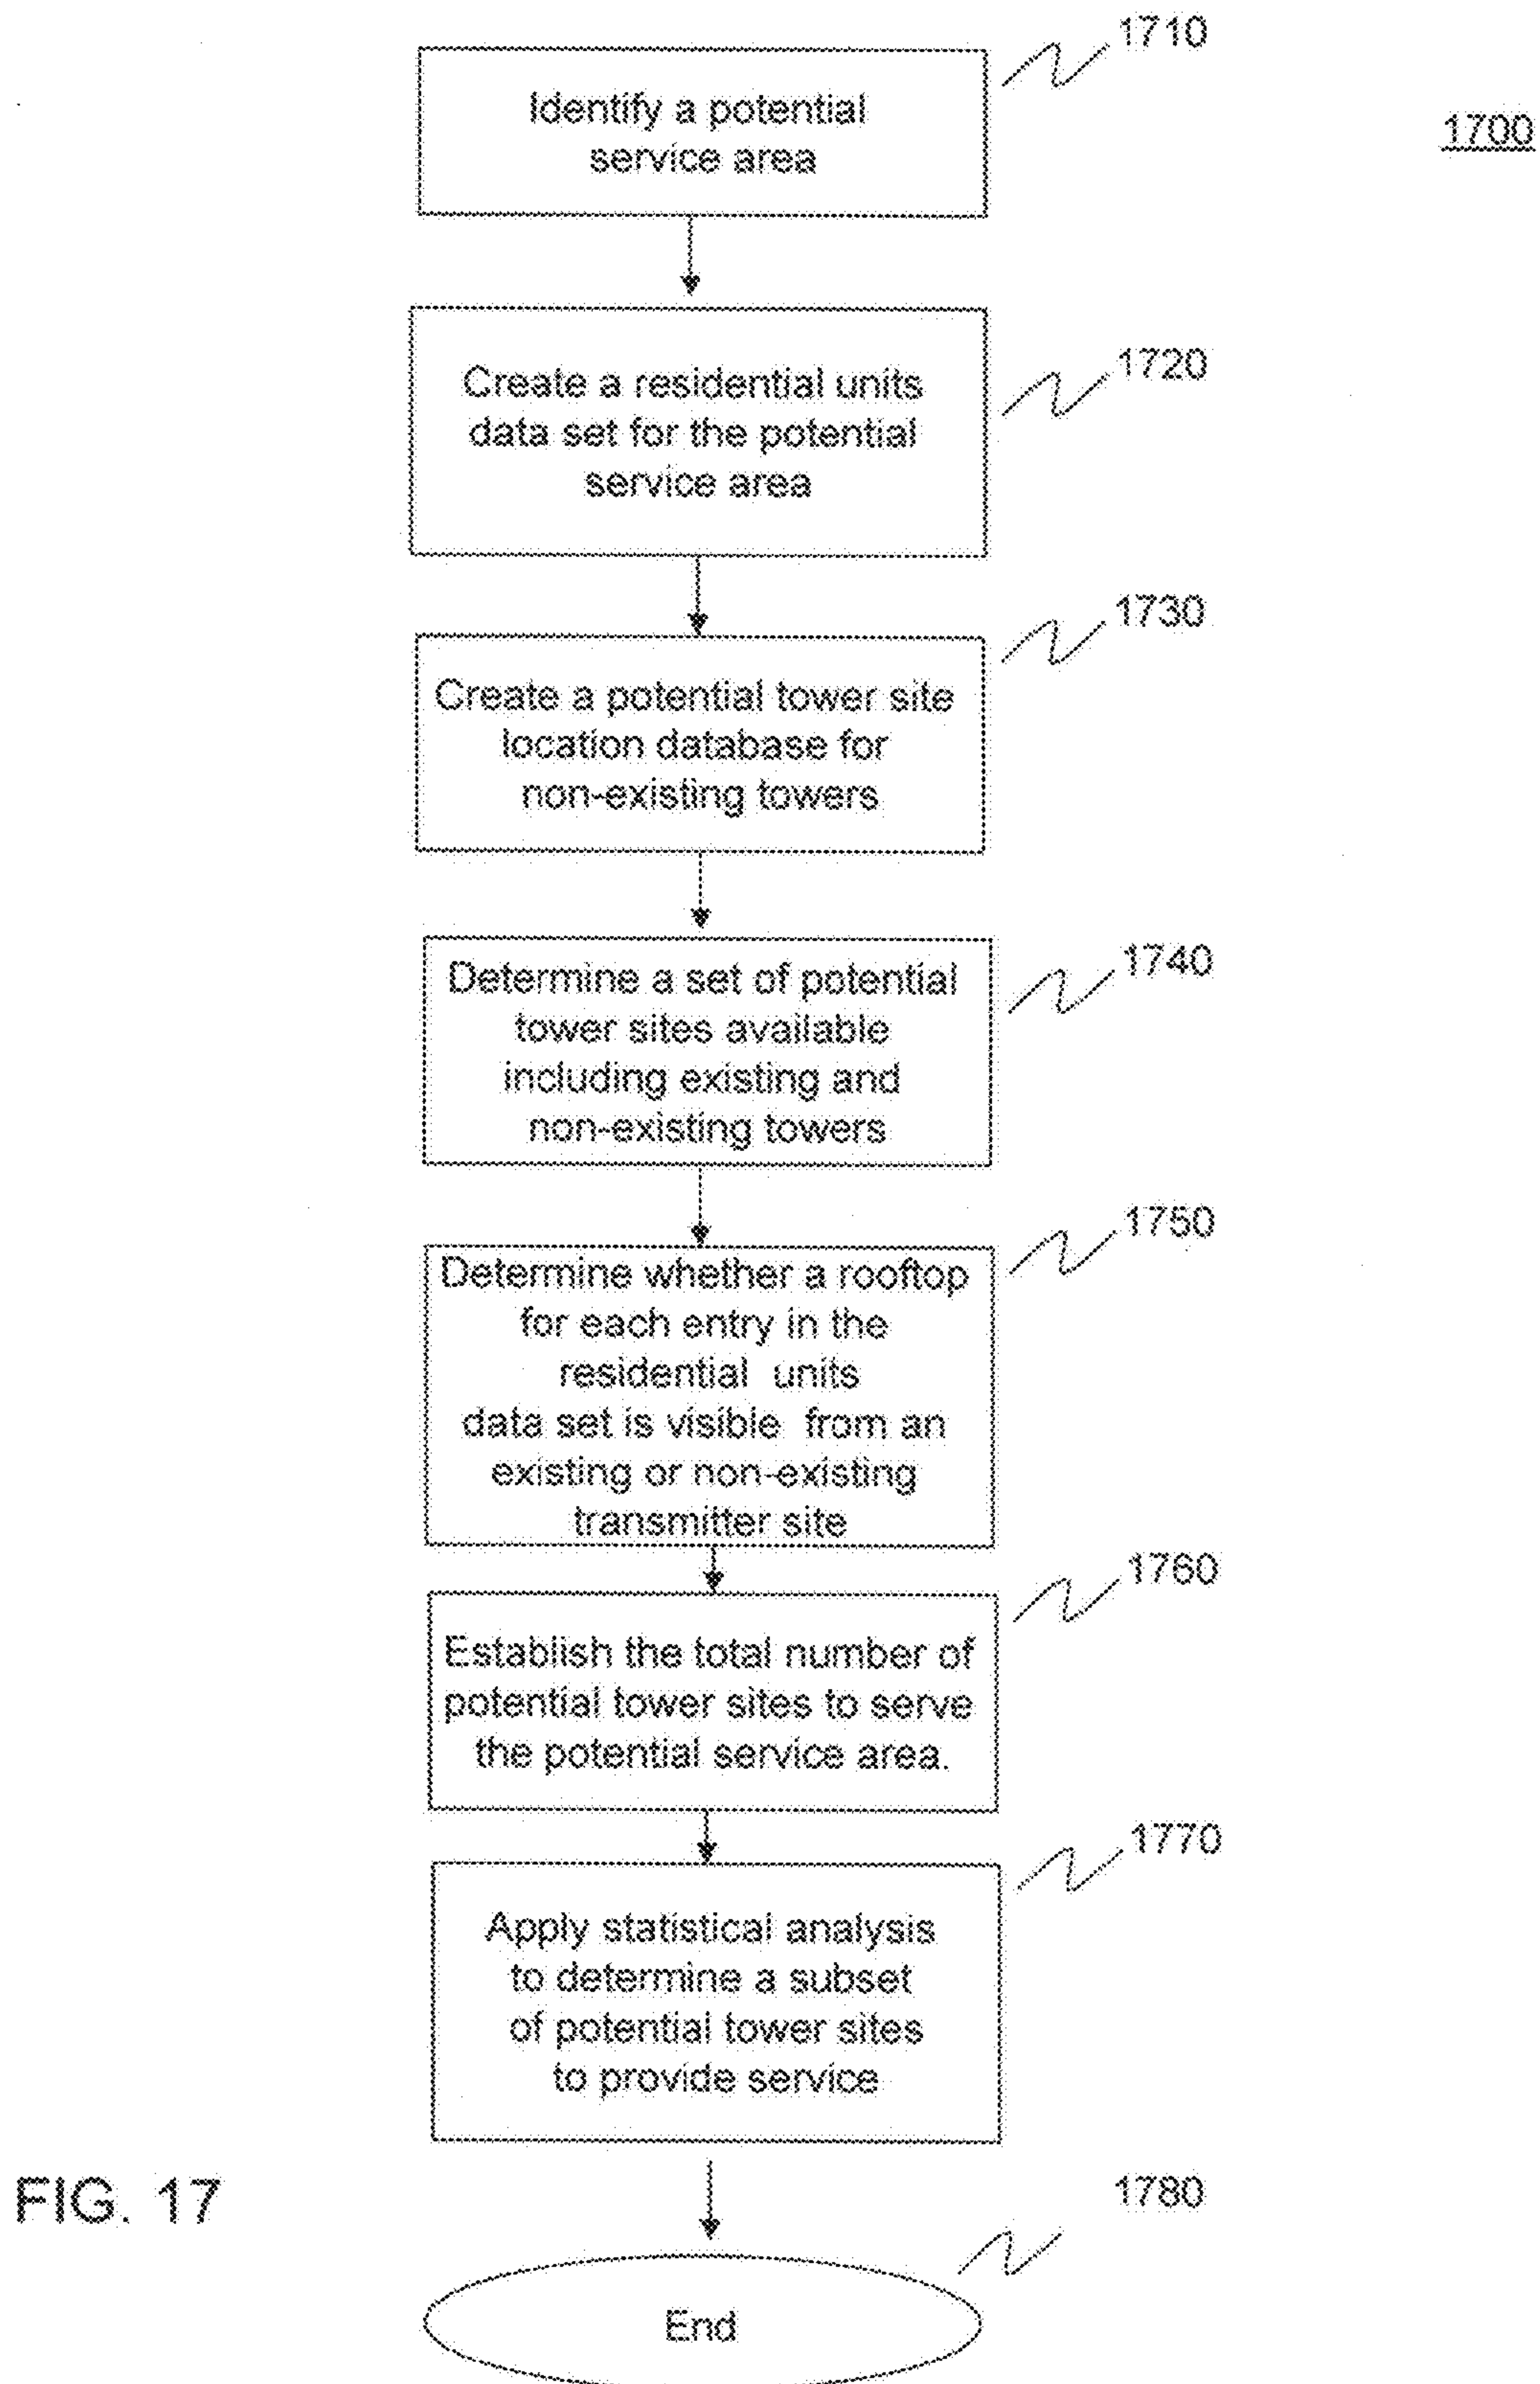 1710
Identify a potential
service area
1700
Create a residential units
data set for the potential
service area
1720
1730
Create a potential tower site
location database for
non-existing towers
1740
Determine a set of potential
tower sites available
including existing and
non-existing towers
1750
Determine whether a rooftop
for each entry in the
residential units
data set is visible from an
existing or non-existing
transmitter site
1760
Establish the total number of
potential tower sites to serve
the potential service area.
1770
Apply statistical analysis
to determine a subset
of potential tower sites
to provide service
FIG. 17
1780
End